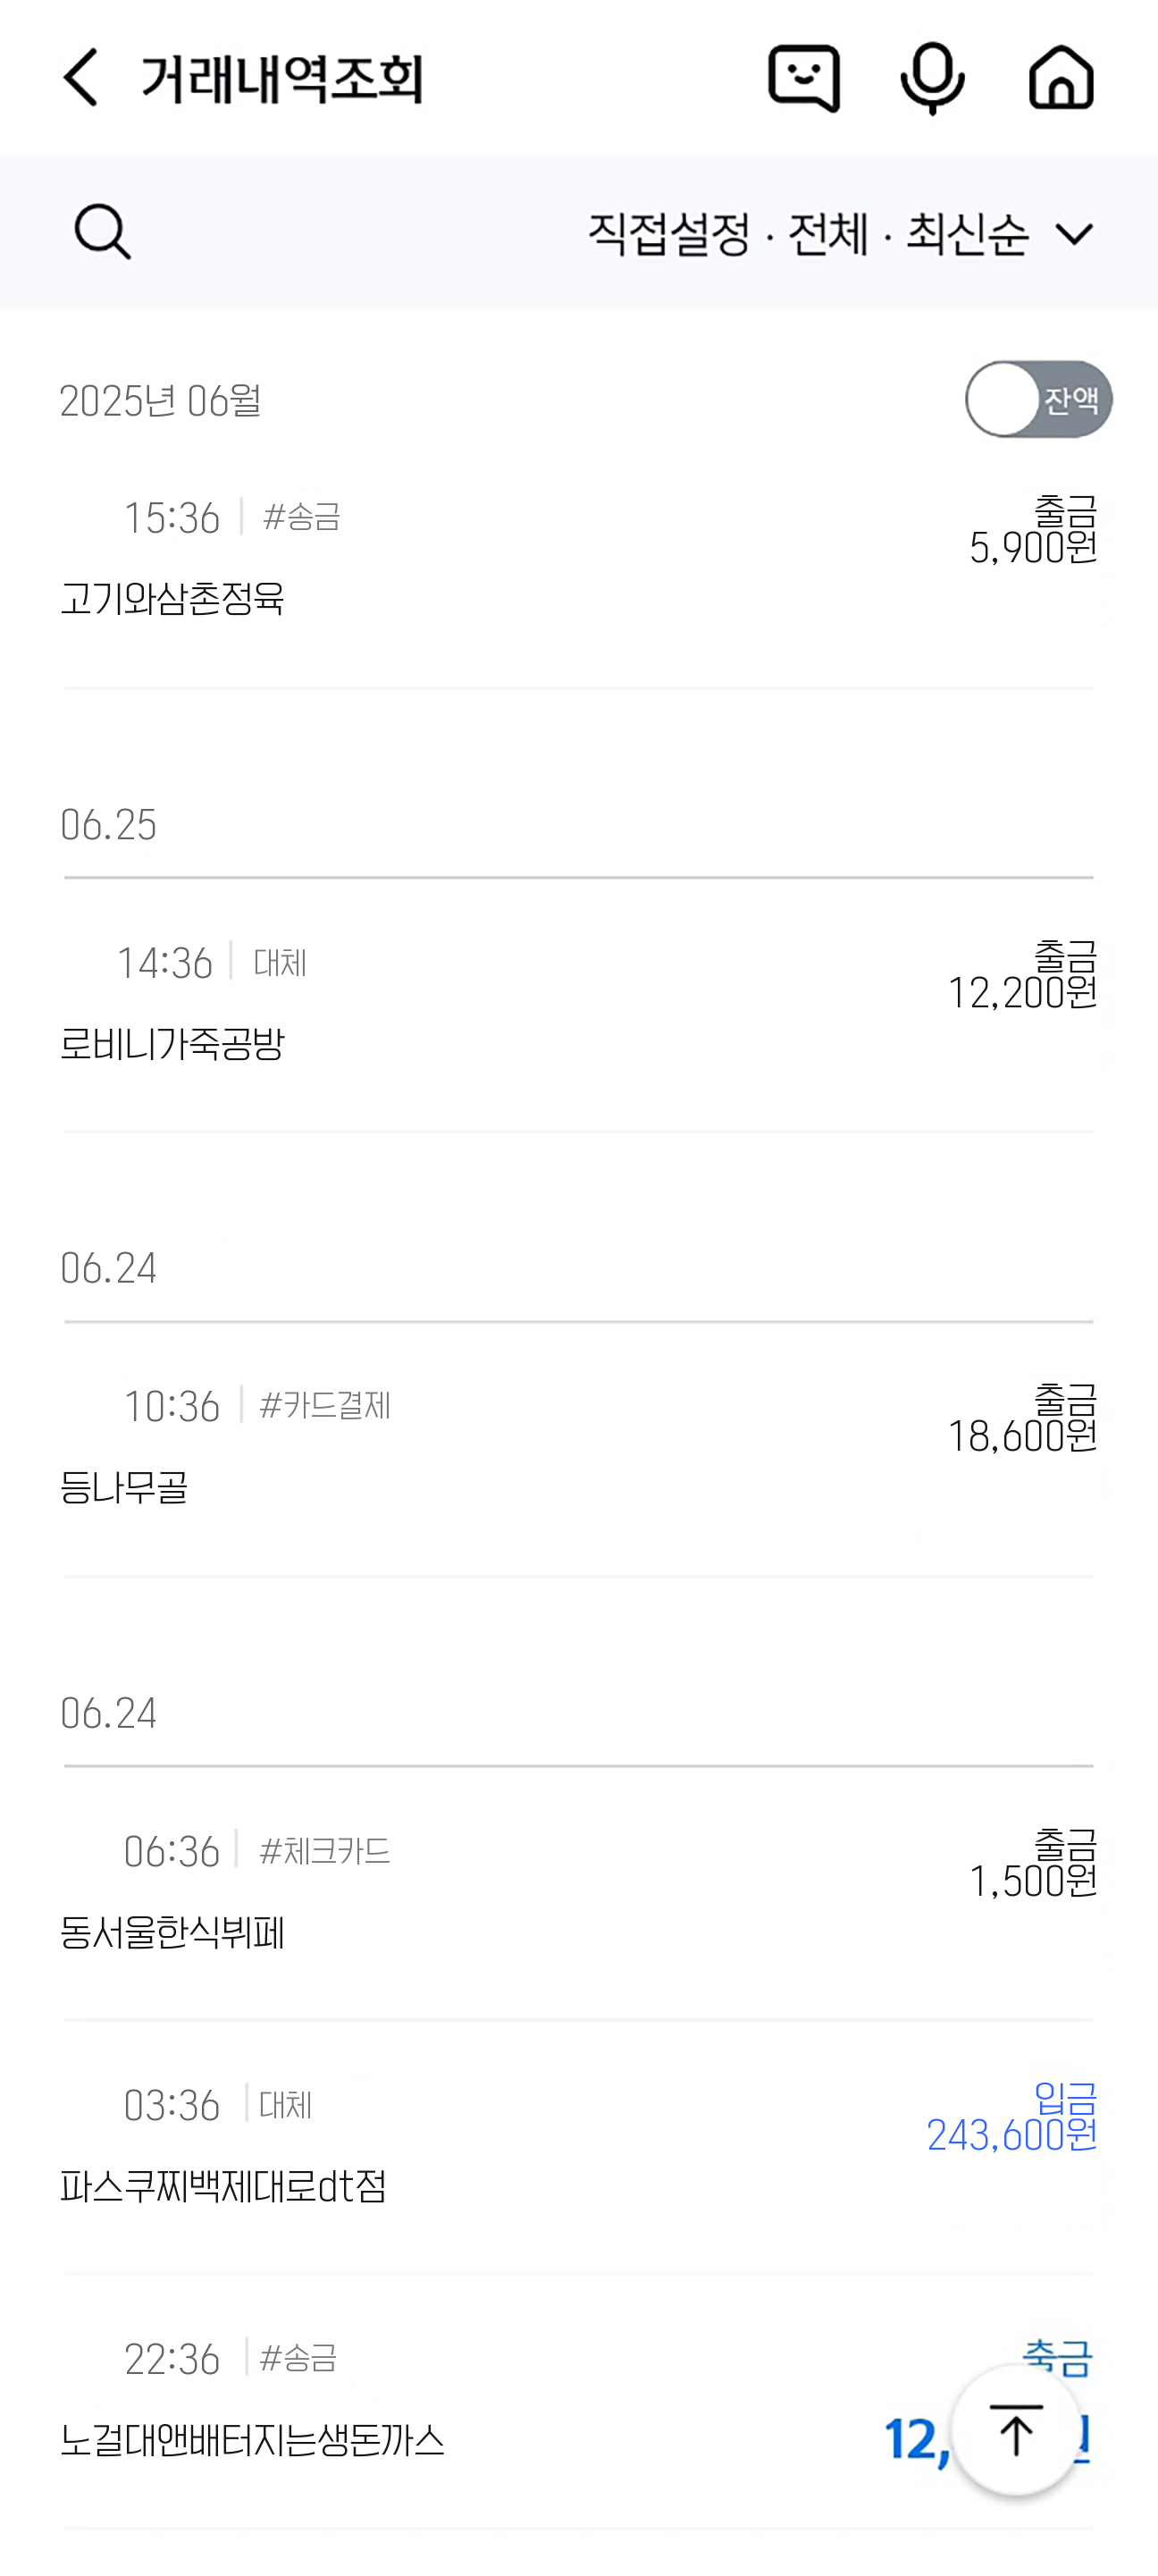 거래내역조회
직접설정 · 전체 · 최신순
2025년 06월
잔액
15:36 #송금
출금
5,900원
고기와삼촌정육
06.25
14:36 대체
출금
12,200원
로비니가죽공방
06.24
10:36 #카드결제
출금
18,600원
등나무골
06.24
06:36 #체크카드
출금
1,500원
동서울한식뷔페
03:36 대체
입금
243,600원
파스쿠찌백제대로dt점
22:36 #송금
출금
12,
노걸대앤배터지는생돈까스